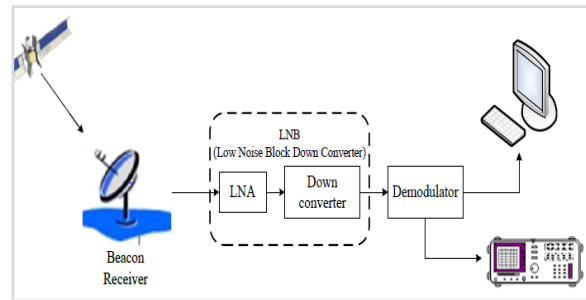 LNB
(Low Noise Block Down Converter)
LNA
Down
converter
Demodulator
Beacon
Receiver